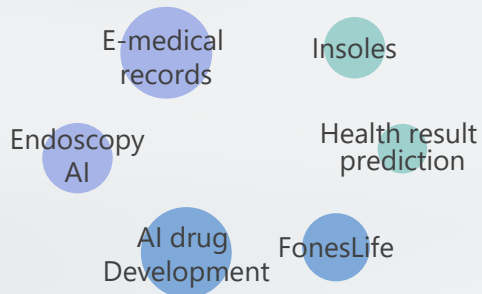 E-medical
records
Insoles
Endoscopy
AI
Health result
prediction
AI drug
Development
FonesLife